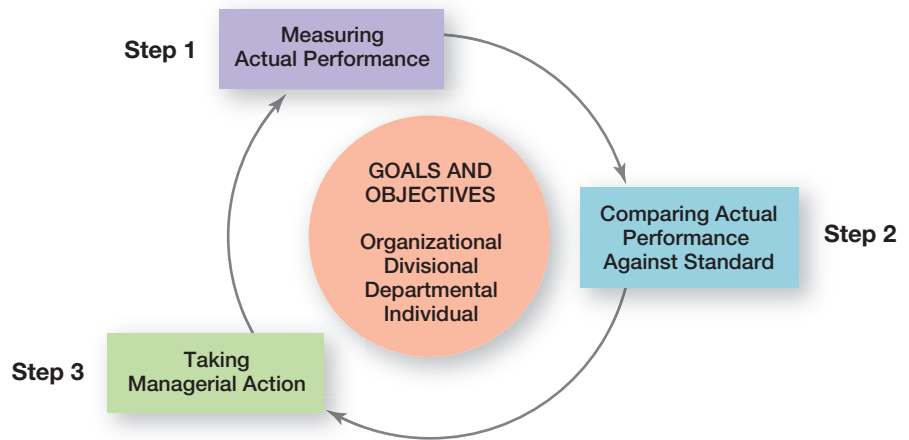 Step 1
Measuring
Actual Performance
GOALS AND
OBJECTIVES
Organizational
Divisional
Departmental
Individual
Comparing Actual
Performance
Against Standard
Step 2
Step 3
Taking
Managerial Action